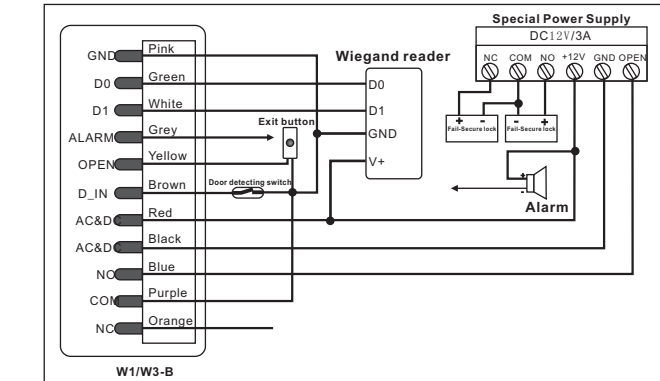 Special Power Supply
DC12V/3A
NC COM NO +12V GND OPEN
+ - - +
Fail-Secure lock Fail-Secure lock
Wiegand reader
D0
D1
GND
V+
Alarm
+
-
Exit button
Door detecting switch
GND Pink
D0 Green
D1 White
ALARM Grey
OPEN Yellow
D_IN Brown
AC&DC Red
AC&DC Black
NO Blue
COM Purple
NC Orange
W1/W3-B